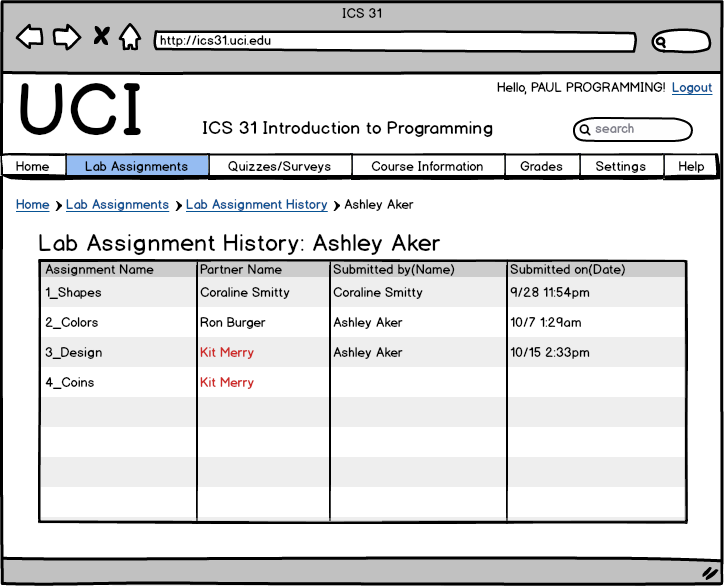 ICS 31
http://ics31.uci.edu
Hello, PAUL PROGRAMMING! Logout
UCI
ICS 31 Introduction to Programming
search
Home Lab Assignments Quizzes/Surveys Course Information Grades Settings Help
Home Lab Assignments Lab Assignment History Ashley Aker
Lab Assignment History: Ashley Aker
Assignment Name Partner Name Submitted by(Name) Submitted on(Date)
1_Shapes Coraline Smitty Coraline Smitty 9/28 11:54pm
2_Colors Ron Burger Ashley Aker 10/7 1:29am
3_Design Kit Merry Ashley Aker 10/15 2:33pm
4_Coins Kit Merry